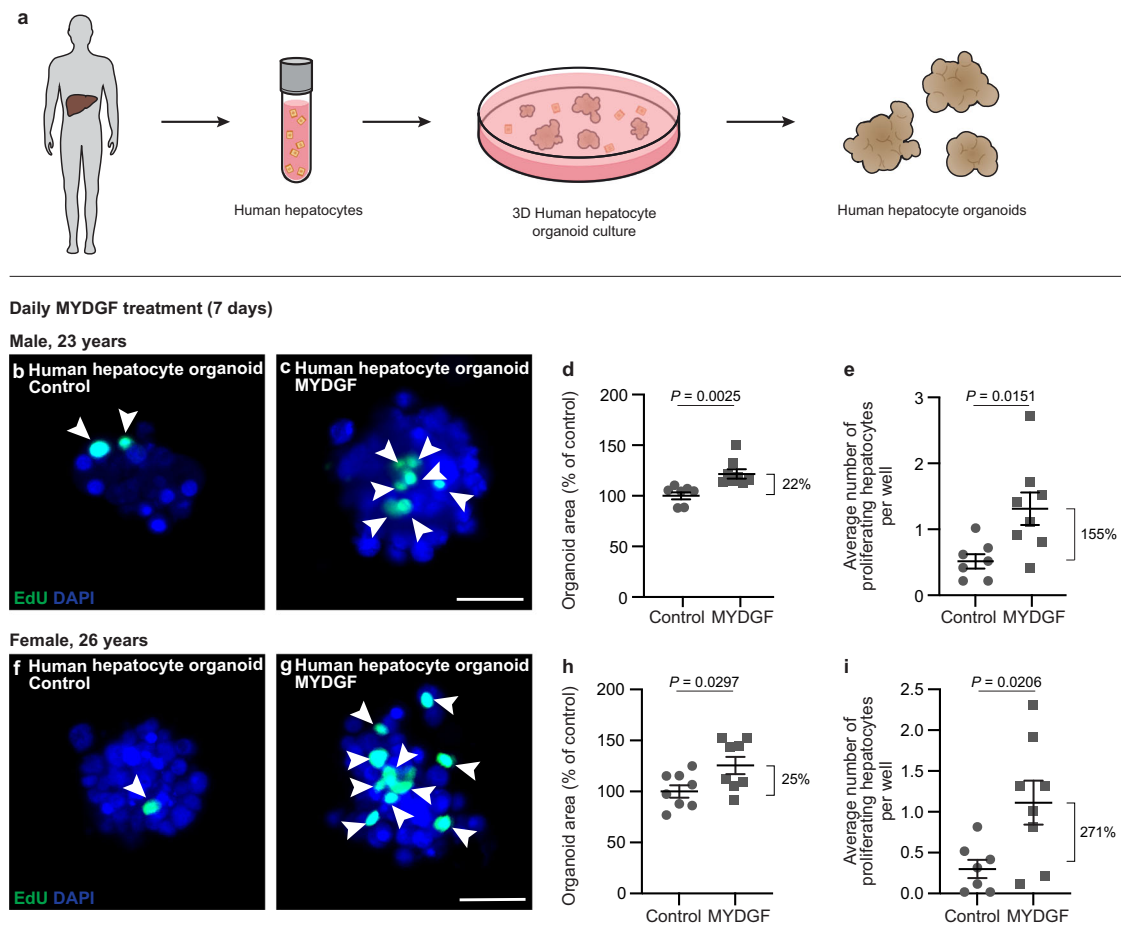 a
Human hepatocytes
3D Human hepatocyte
organoid culture
Human hepatocyte organoids
Daily MYDGF treatment (7 days)
Male, 23 years
b Human hepatocyte organoid
Control
EdU DAPI
c Human hepatocyte organoid
MYDGF
d
Organoid area (% of control)
200
150
100
50
0
P = 0.0025
22%
Control MYDGF
e
Average number of
proliferating hepatocytes
per well
3
2
1
0
P = 0.0151
155%
Control MYDGF
Female, 26 years
f Human hepatocyte organoid
Control
EdU DAPI
g Human hepatocyte organoid
MYDGF
h
Organoid area (% of control)
200
150
100
50
0
P = 0.0297
25%
Control MYDGF
i
Average number of
proliferating hepatocytes
per well
2.5
2.0
1.5
1.0
0.5
0.0
P = 0.0206
271%
Control MYDGF